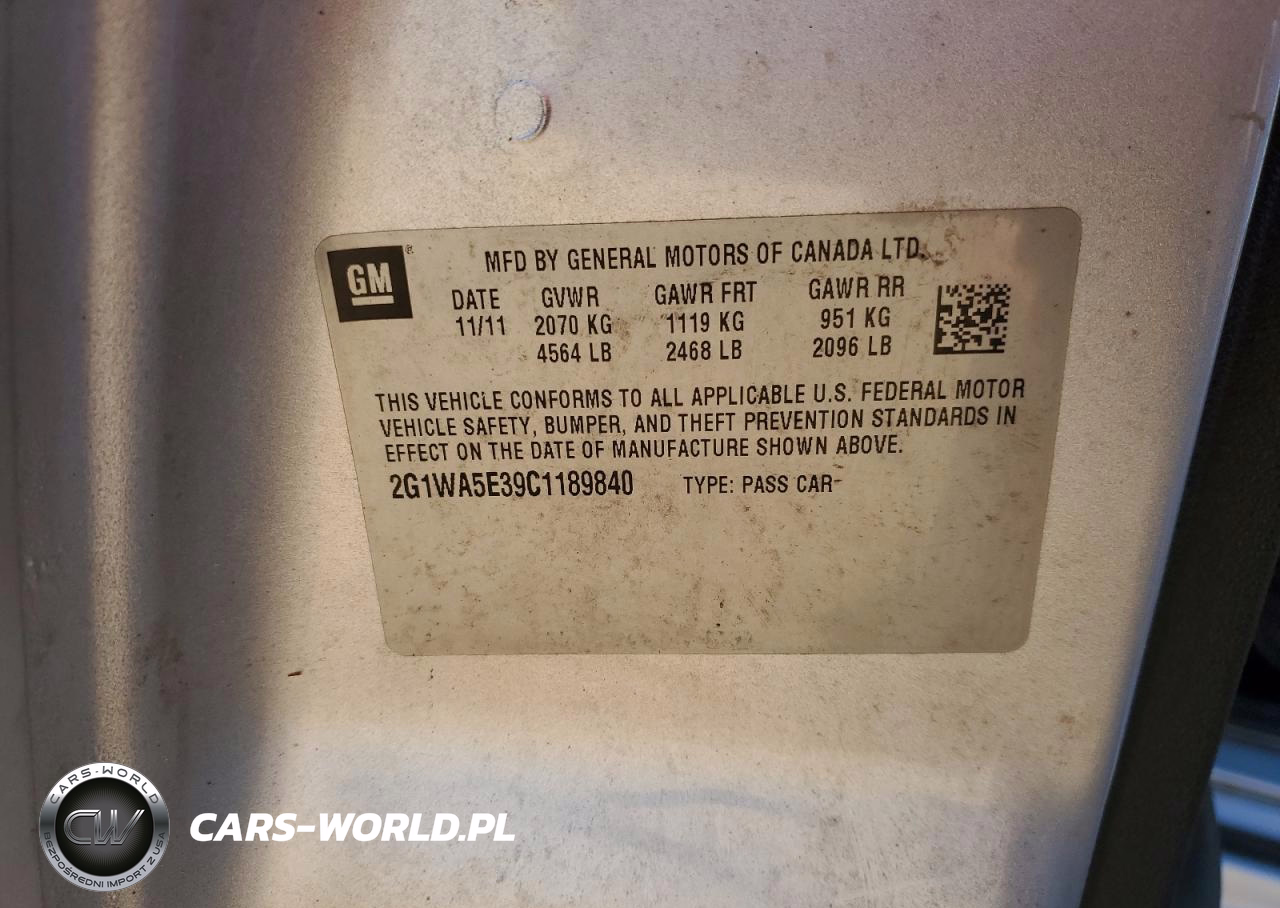 GM®
MFD BY GENERAL MOTORS OF CANADA LTD.
DATE GVWR GAWR FRT GAWR RR
11/11 2070 KG 1119 KG 951 KG
4564 LB 2468 LB 2096 LB
THIS VEHICLE CONFORMS TO ALL APPLICABLE U.S. FEDERAL MOTOR
VEHICLE SAFETY, BUMPER, AND THEFT PREVENTION STANDARDS IN
EFFECT ON THE DATE OF MANUFACTURE SHOWN ABOVE.
2G1WA5E39C1189840 TYPE: PASS CAR
CARS-WORLD
CW
BEZPOŚREDNI IMPORT Z USA
CARS-WORLD.PL